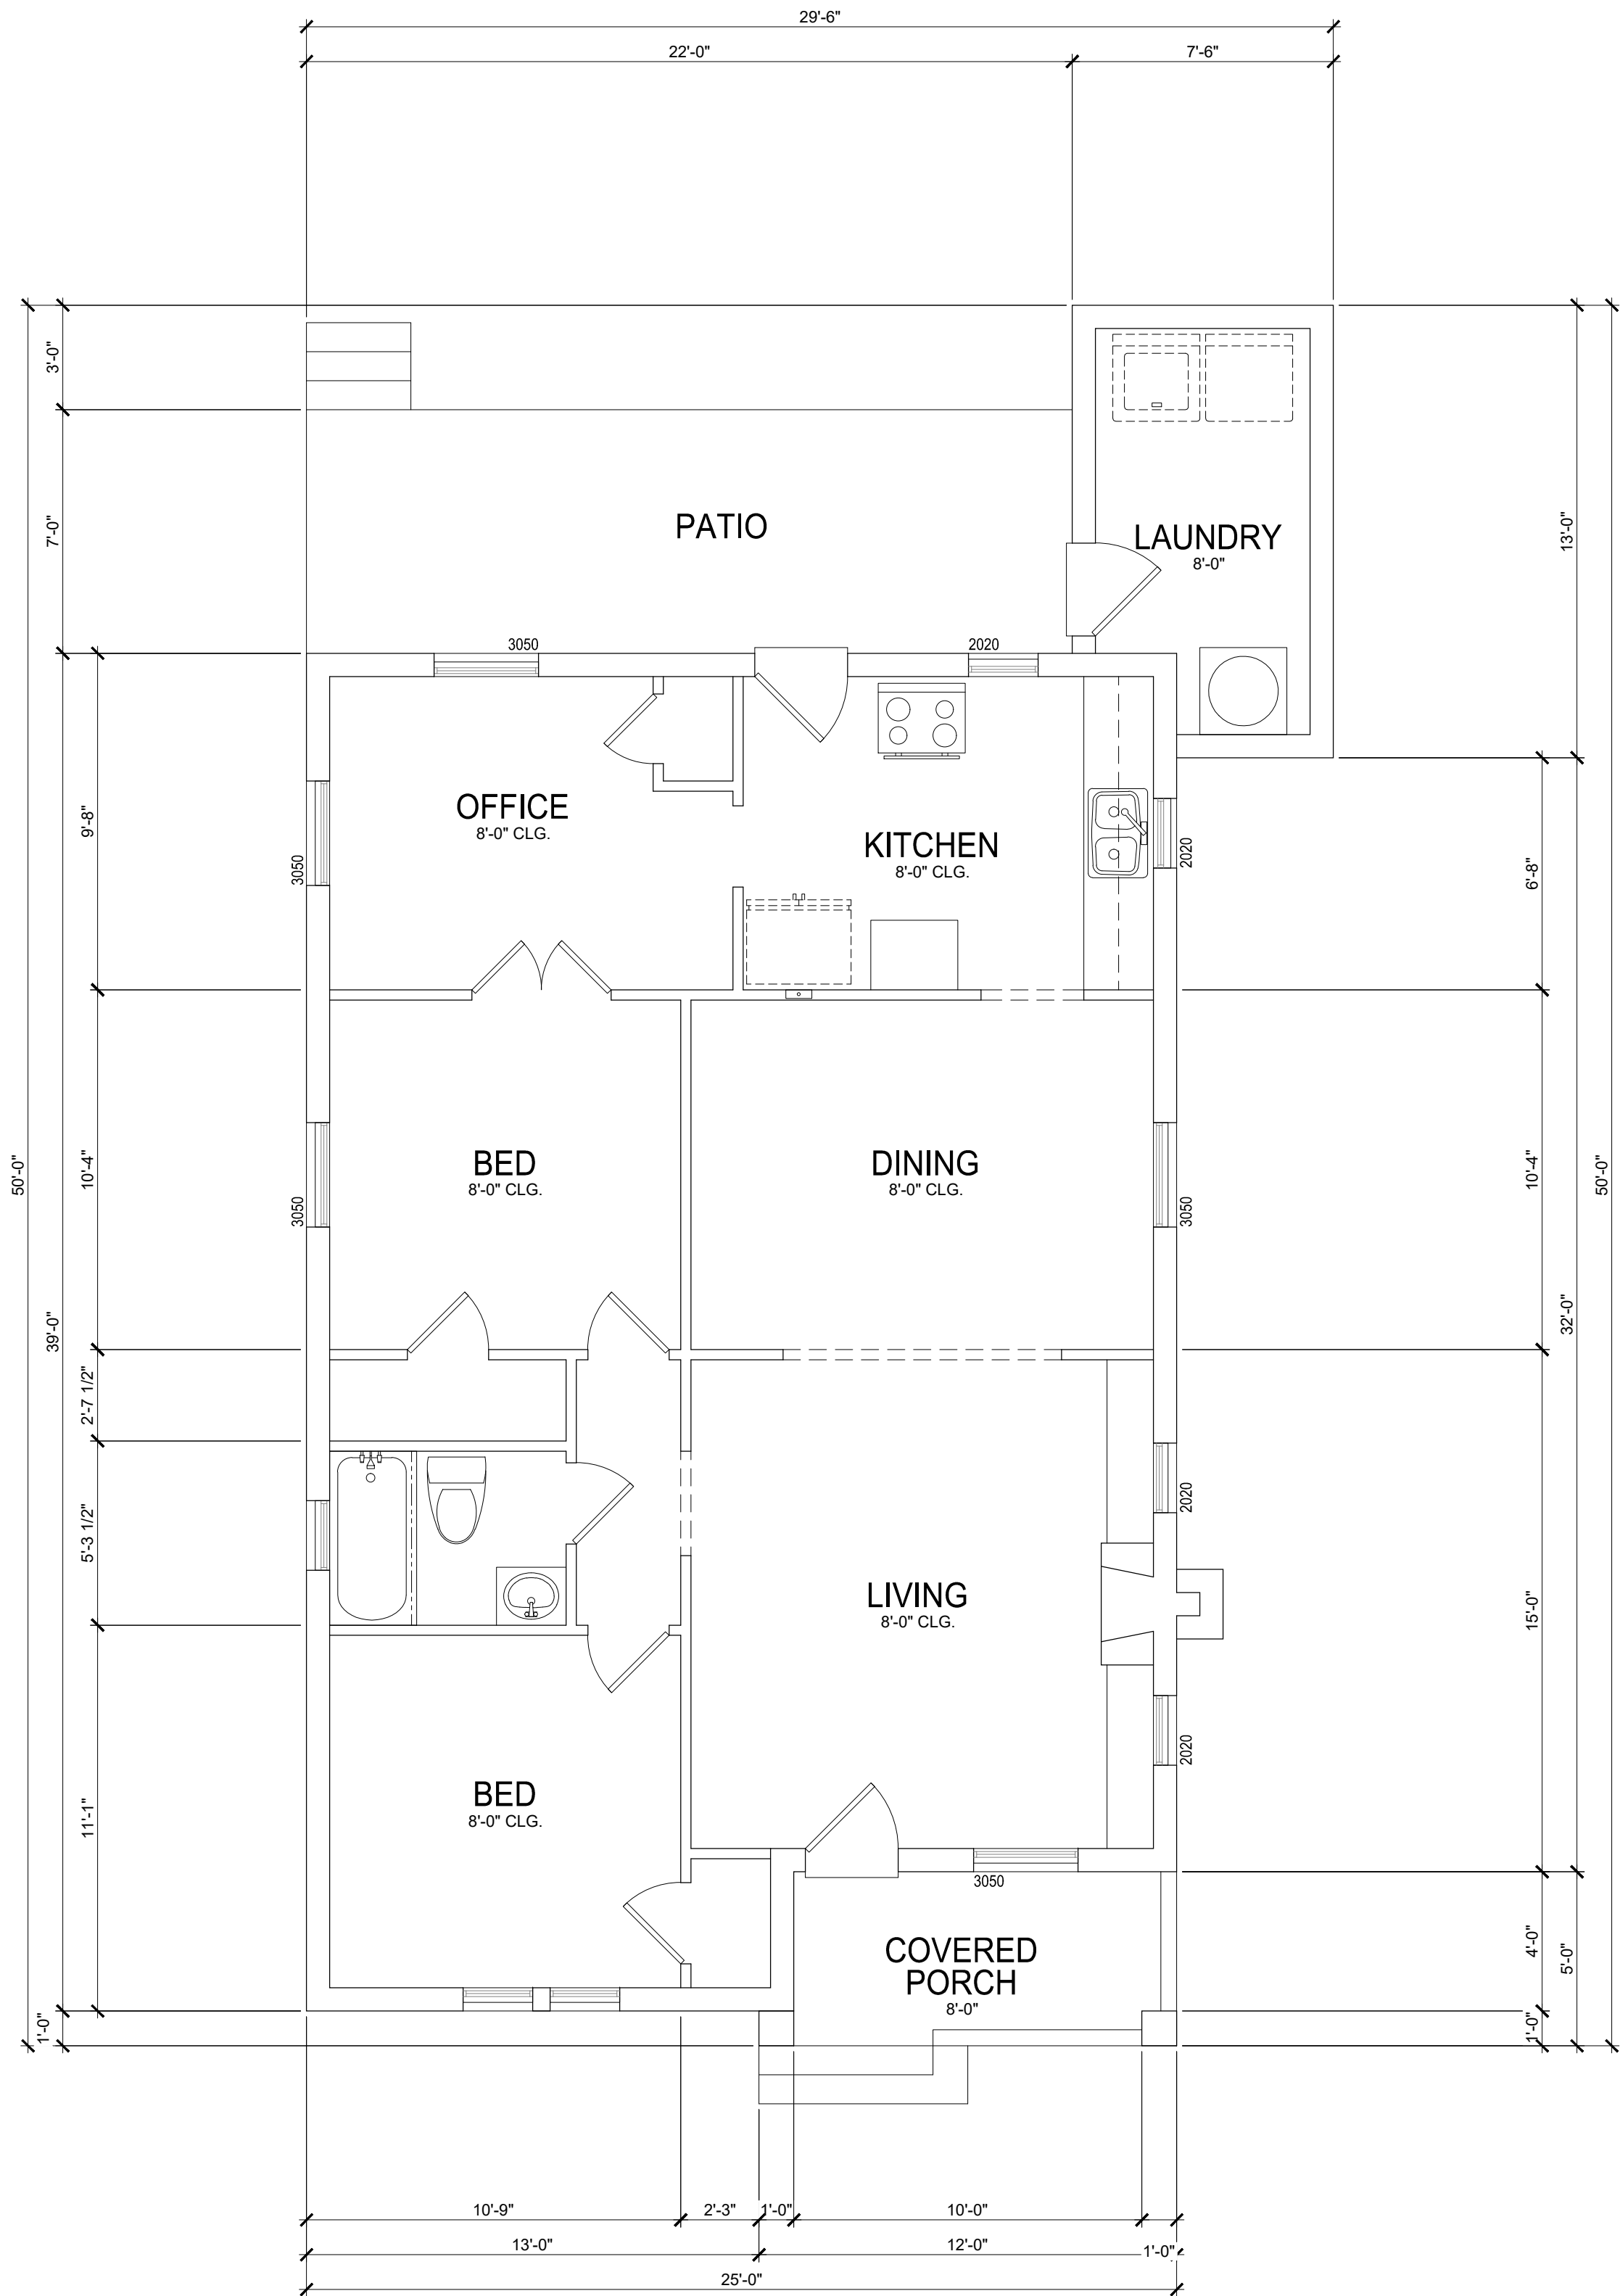 29'-6"
22'-0"
7'-6"
3'-0"
7'-0"
PATIO
LAUNDRY
8'-0"
13'-0"
3050
2020
9'-8"
OFFICE
8'-0" CLG.
3050
KITCHEN
8'-0" CLG.
2020
6'-8"
50'-0"
39'-0"
10'-4"
BED
8'-0" CLG.
3050
DINING
8'-0" CLG.
3050
10'-4"
32'-0"
50'-0"
2'-7 1/2"
5'-3 1/2"
2020
LIVING
8'-0" CLG.
15'-0"
2020
11'-1"
BED
8'-0" CLG.
3050
COVERED
PORCH
8'-0"
4'-0"
5'-0"
1'-0"
1'-0"
10'-9"
2'-3"
1'-0"
10'-0"
13'-0"
12'-0"
1'-0"
25'-0"